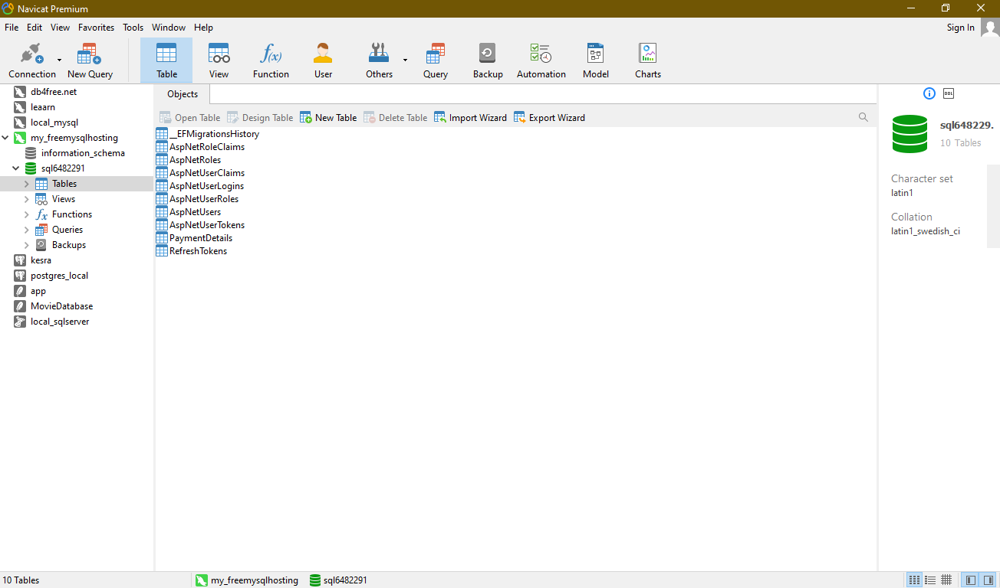 Navicat Premium
File Edit View Favorites Tools Window Help Sign In
Connection New Query Table View Function User Others Query Backup Automation Model Charts
db4free.net
leaarn
local_mysql
my_freemysqlhosting
information_schema
sql6482291
Tables
Views
Functions
Queries
Backups
kesra
postgres_local
app
MovieDatabase
local_sqlserver
Objects
Open Table Design Table New Table Delete Table Import Wizard Export Wizard
__EFMigrationsHistory
AspNetRoleClaims
AspNetRoles
AspNetUserClaims
AspNetUserLogins
AspNetUserRoles
AspNetUsers
AspNetUserTokens
PaymentDetails
RefreshTokens
DDL
sql648229.
10 Tables
Character set
latin1
Collation
latin1_swedish_ci
10 Tables my_freemysqlhosting sql6482291